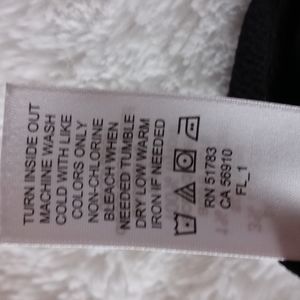 TURN INSIDE OUT
MACHINE WASH
COLD WITH LIKE
COLORS ONLY
NON-CHLORINE
BLEACH WHEN
NEEDED TUMBLE
DRY LOW WARM
IRON IF NEEDED
RN 51783
CA 56910
FL_1